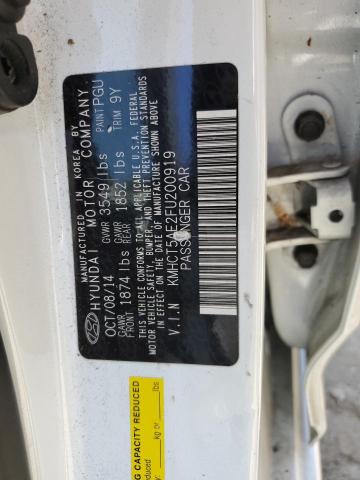 MANUFACTURED IN KOREA BY
HYUNDAI MOTOR COMPANY
OCT/08/14 GVWR 3549 lbs PAINT PGU
GAWR FRONT 1874 lbs GAWR REAR 1852 lbs TRIM 9Y
THIS VEHICLE CONFORMS TO ALL APPLICABLE U.S.A. FEDERAL
MOTOR VEHICLE SAFETY, BUMPER, AND THEFT PREVENTION STANDARDS
IN EFFECT ON THE DATE OF MANUFACTURE SHOWN ABOVE.
V.I.N KMHCT5AE2FU200919
PASSENGER CAR
NG CAPACITY REDUCED
reduced
by: kg or lbs